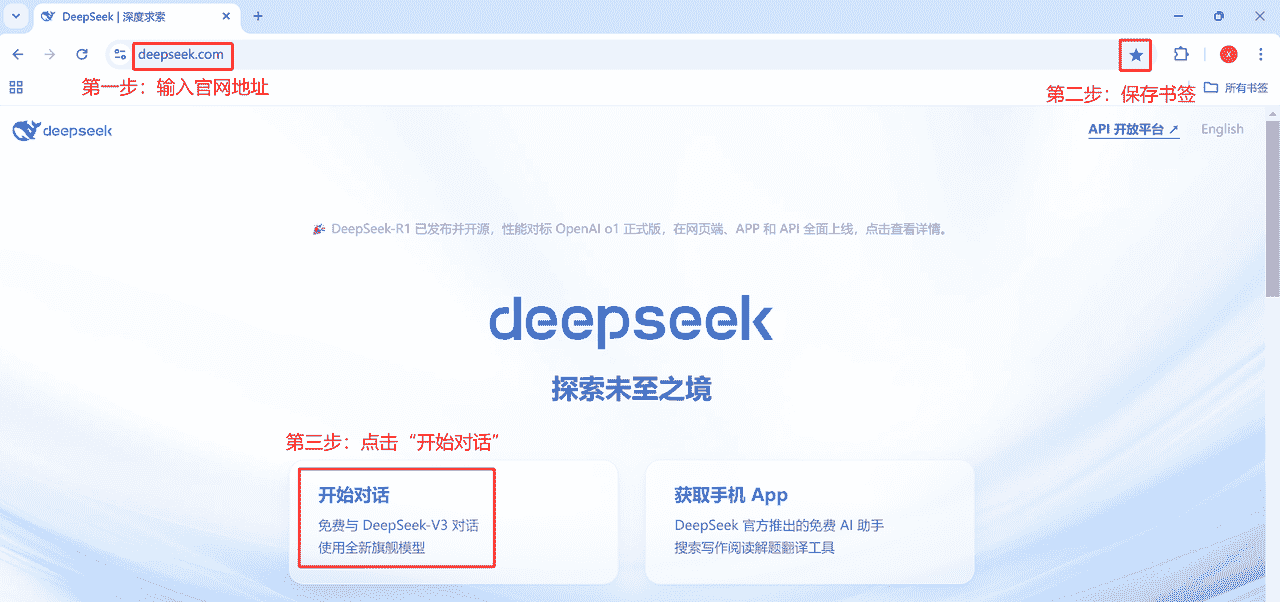 DeepSeek | 深度求索
deepseek.com
第一步：输入官网地址
第二步：保存书签
所有书签
deepseek
API 开放平台 ↗
English
🎉 DeepSeek-R1 已发布并开源，性能对标 OpenAI o1 正式版，在网页端、APP 和 API 全面上线，点击查看详情。
deepseek
探索未至之境
第三步：点击“开始对话”
开始对话
免费与 DeepSeek-V3 对话
使用全新旗舰模型
获取手机 App
DeepSeek 官方推出的免费 AI 助手
搜索写作阅读解题翻译工具